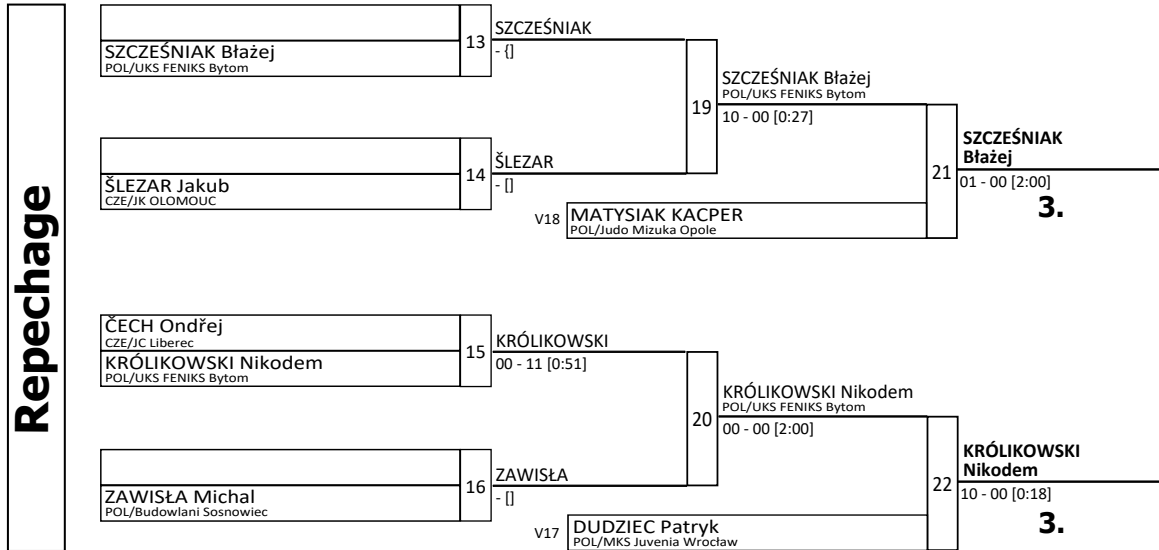 Repechage
SZCZEŚNIAK Błażej
POL/UKS FENIKS Bytom
13
SZCZEŚNIAK
- {]
ŠLEZAR Jakub
CZE/JK OLOMOUC
14
ŠLEZAR
- []
19
SZCZEŚNIAK Błażej
POL/UKS FENIKS Bytom
10 - 00 [0:27]
V18
MATYSIAK KACPER
POL/Judo Mizuka Opole
21
SZCZEŚNIAK
Błażej
01 - 00 [2:00]
3.
ČECH Ondřej
CZE/JC Liberec
KRÓLIKOWSKI Nikodem
POL/UKS FENIKS Bytom
15
KRÓLIKOWSKI
00 - 11 [0:51]
ZAWISŁA Michal
POL/Budowlani Sosnowiec
16
ZAWISŁA
- []
20
KRÓLIKOWSKI Nikodem
POL/UKS FENIKS Bytom
00 - 00 [2:00]
V17
DUDZIEC Patryk
POL/MKS Juvenia Wrocław
22
KRÓLIKOWSKI
Nikodem
10 - 00 [0:18]
3.